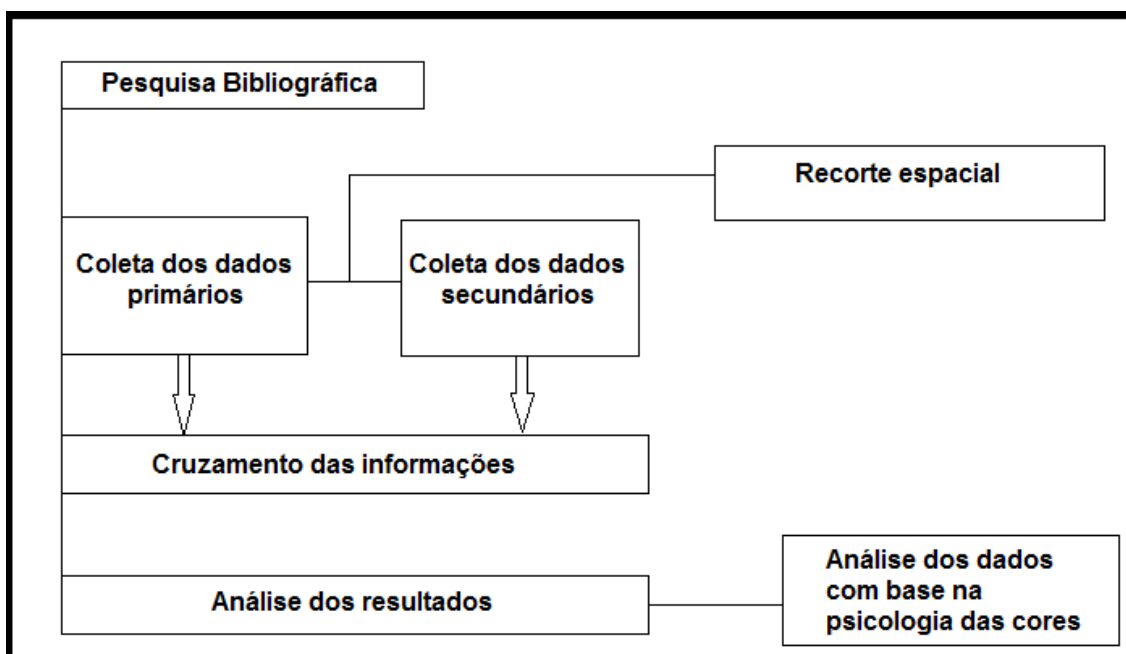 Pesquisa Bibliográfica
Recorte espacial
Coleta dos dados
primários
Coleta dos dados
secundários
Cruzamento das informações
Análise dos resultados
Análise dos dados
com base na
psicologia das cores